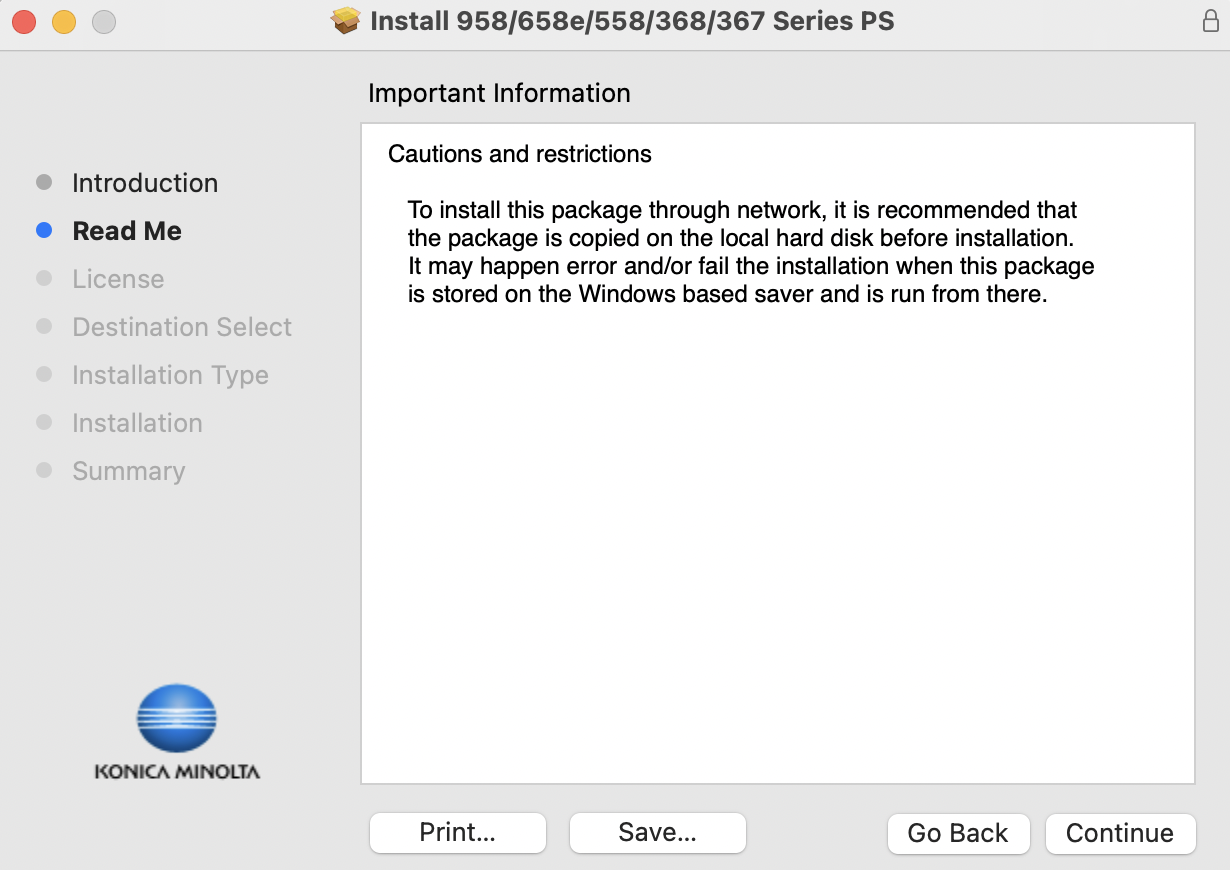 Install 958/658e/558/368/367 Series PS
Important Information
Introduction
Read Me
License
Destination Select
Installation Type
Installation
Summary
Cautions and restrictions
To install this package through network, it is recommended that
the package is copied on the local hard disk before installation.
It may happen error and/or fail the installation when this package
is stored on the Windows based saver and is run from there.
KONICA MINOLTA
Print...
Save...
Go Back
Continue